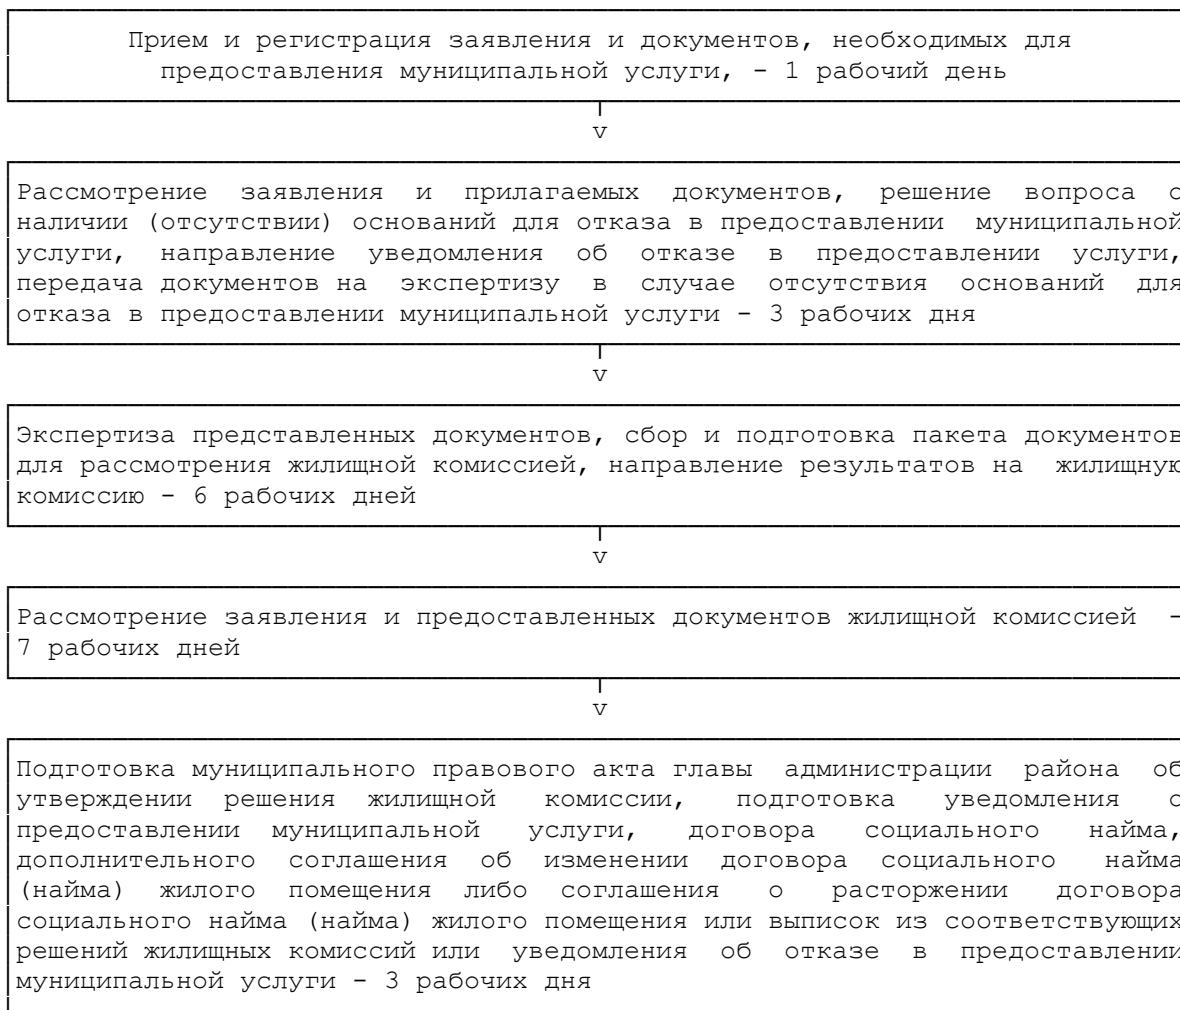 Прием и регистрация заявления и документов, необходимых для
предоставления муниципальной услуги, - 1 рабочий день
v
Рассмотрение заявления и прилагаемых документов, решение вопроса о
наличии (отсутствии) оснований для отказа в предоставлении муниципальной
услуги, направление уведомления об отказе в предоставлении услуги,
передача документов на экспертизу в случае отсутствия оснований для
отказа в предоставлении муниципальной услуги - 3 рабочих дня
v
Экспертиза представленных документов, сбор и подготовка пакета документов
для рассмотрения жилищной комиссией, направление результатов на жилищную
комиссию - 6 рабочих дней
v
Рассмотрение заявления и предоставленных документов жилищной комиссией -
7 рабочих дней
v
Подготовка муниципального правового акта главы администрации района об
утверждении решения жилищной комиссии, подготовка уведомления о
предоставлении муниципальной услуги, договора социального найма,
дополнительного соглашения об изменении договора социального найма
(найма) жилого помещения либо соглашения о расторжении договора
социального найма (найма) жилого помещения или выписок из соответствующих
решений жилищных комиссий или уведомления об отказе в предоставлении
муниципальной услуги - 3 рабочих дня